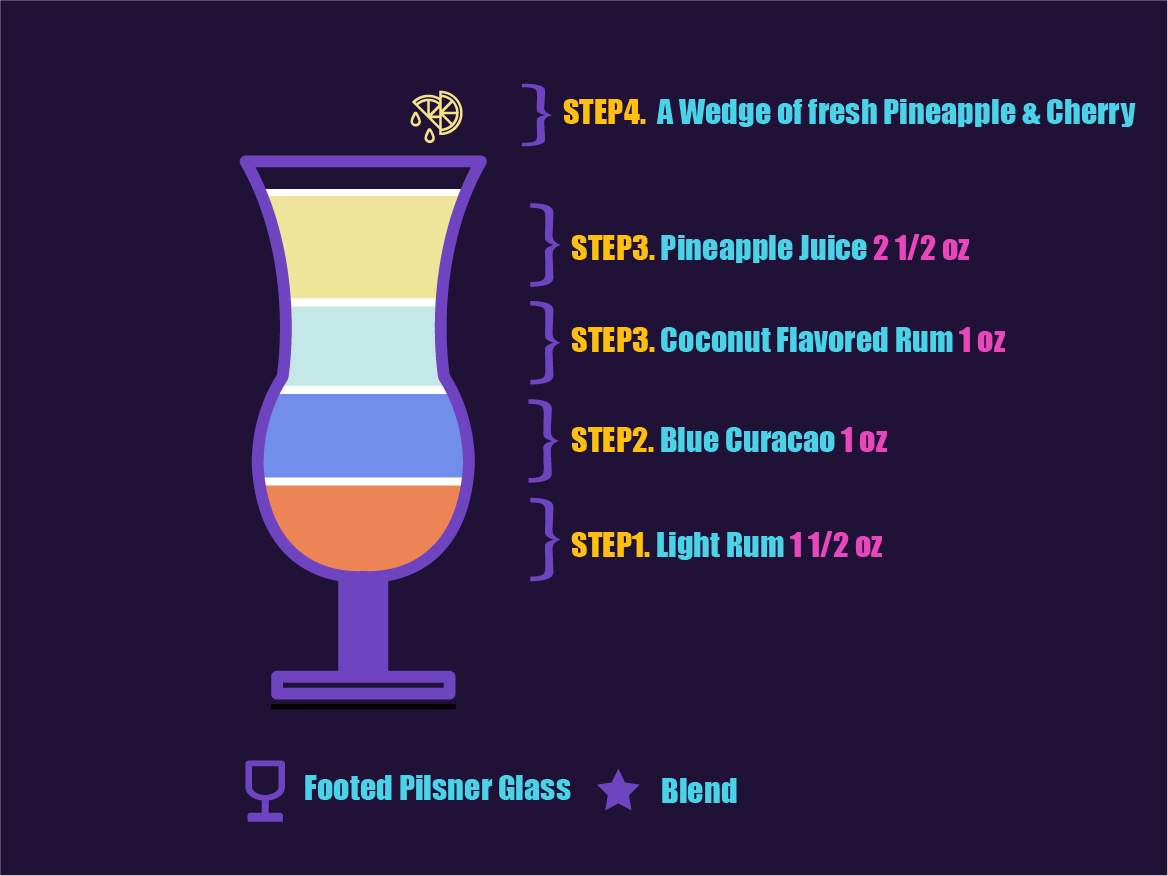 STEP4. A Wedge of fresh Pineapple & Cherry
STEP3. Pineapple Juice 2 1/2 oz
STEP3. Coconut Flavored Rum 1 oz
STEP2. Blue Curacao 1 oz
STEP1. Light Rum 1 1/2 oz
Footed Pilsner Glass
Blend